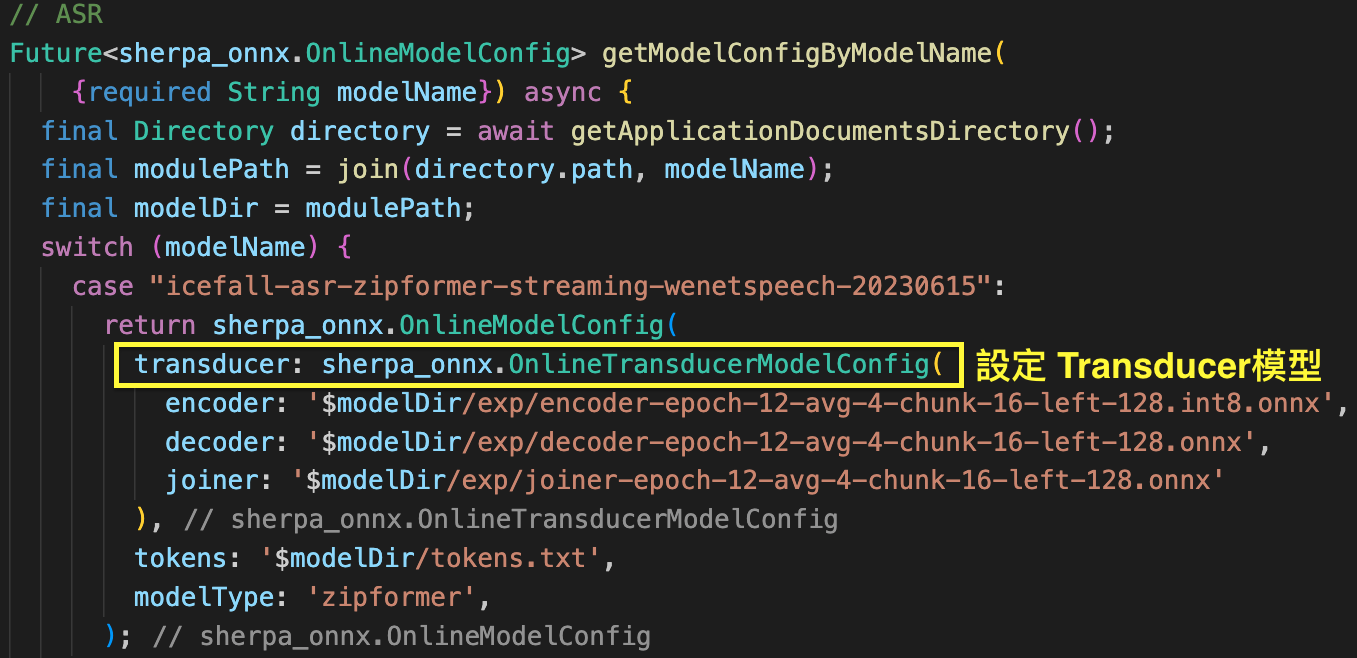 // ASR
Future<sherpa_onnx.OnlineModelConfig> getModelConfigByModelName(
{required String modelName}) async {
final Directory directory = await getApplicationDocumentsDirectory();
final modulePath = join(directory.path, modelName);
final modelDir = modulePath;
switch (modelName) {
case "icefall-asr-zipformer-streaming-wenetspeech-20230615":
return sherpa_onnx.OnlineModelConfig(
transducer: sherpa_onnx.OnlineTransducerModelConfig( 設定 Transducer模型
encoder: '$modelDir/exp/encoder-epoch-12-avg-4-chunk-16-left-128.int8.onnx',
decoder: '$modelDir/exp/decoder-epoch-12-avg-4-chunk-16-left-128.onnx',
joiner: '$modelDir/exp/joiner-epoch-12-avg-4-chunk-16-left-128.onnx'
), // sherpa_onnx.OnlineTransducerModelConfig
tokens: '$modelDir/tokens.txt',
modelType: 'zipformer',
); // sherpa_onnx.OnlineModelConfig